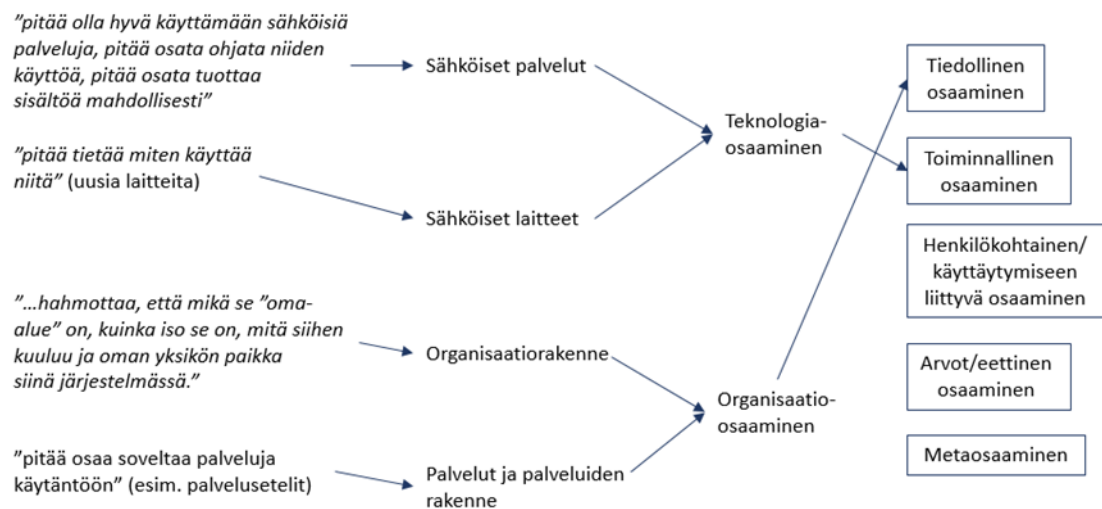 ”pitää olla hyvä käyttämään sähköisiä
palveluja, pitää osata ohjata niiden
käyttöä, pitää osata tuottaa
sisältöä mahdollisesti”
”pitää tietää miten käyttää
niitä” (uusia laitteita)
”…hahmottaa, että mikä se ”oma-
alue” on, kuinka iso se on, mitä siihen
kuuluu ja oman yksikön paikka
siinä järjestelmässä.”
”pitää osaa soveltaa palveluja
käytäntöön” (esim. palvelusetelit)
Sähköiset palvelut
Sähköiset laitteet
Organisaatiorakenne
Palvelut ja palveluiden
rakenne
Teknologia-
osaaminen
Organisaatio-
osaaminen
Tiedollinen
osaaminen
Toiminnallinen
osaaminen
Henkilökohtainen/
käyttäytymiseen
liittyvä osaaminen
Arvot/eettinen
osaaminen
Metaosaaminen